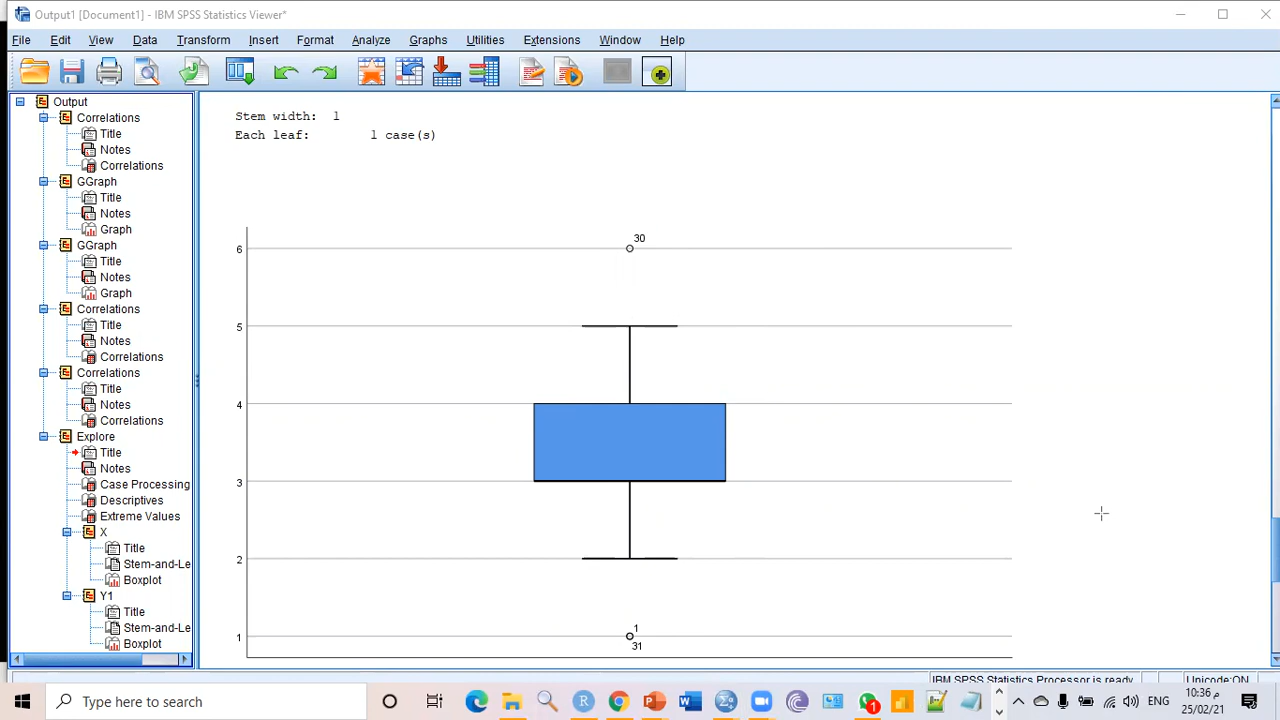 Output1 [Document1] - IBM SPSS Statistics Viewer*
File Edit View Data Transform Insert Format Analyze Graphs Utilities Extensions Window Help
Output
Correlations
Title
Notes
Correlations
GGraph
Title
Notes
Graph
GGraph
Title
Notes
Graph
Correlations
Title
Notes
Correlations
Correlations
Title
Notes
Correlations
Explore
Title
Notes
Case Processing
Descriptives
Extreme Values
X
Title
Stem-and-Le
Boxplot
Y1
Title
Stem-and-Le
Boxplot
Stem width: 1
Each leaf: 1 case(s)
30
6
5
4
3
2
1
1
31
IBM SPSS Statistics Processor is ready
Unicode:ON
Type here to search
1
ENG
10:36 م
25/02/21